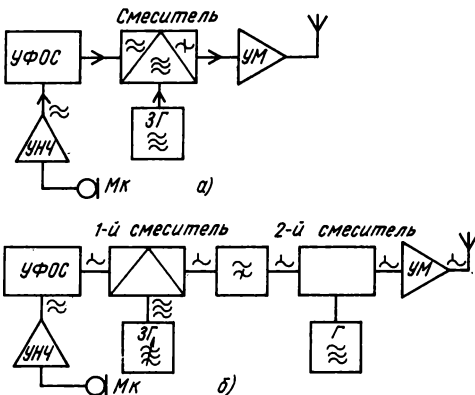 Смеситель
УФОС
УМ
ЗГ
УНЧ
Мк
а)
1-й смеситель 2-й смеситель
УФОС
УМ
ЗГ
Г
УНЧ
Мк
б)